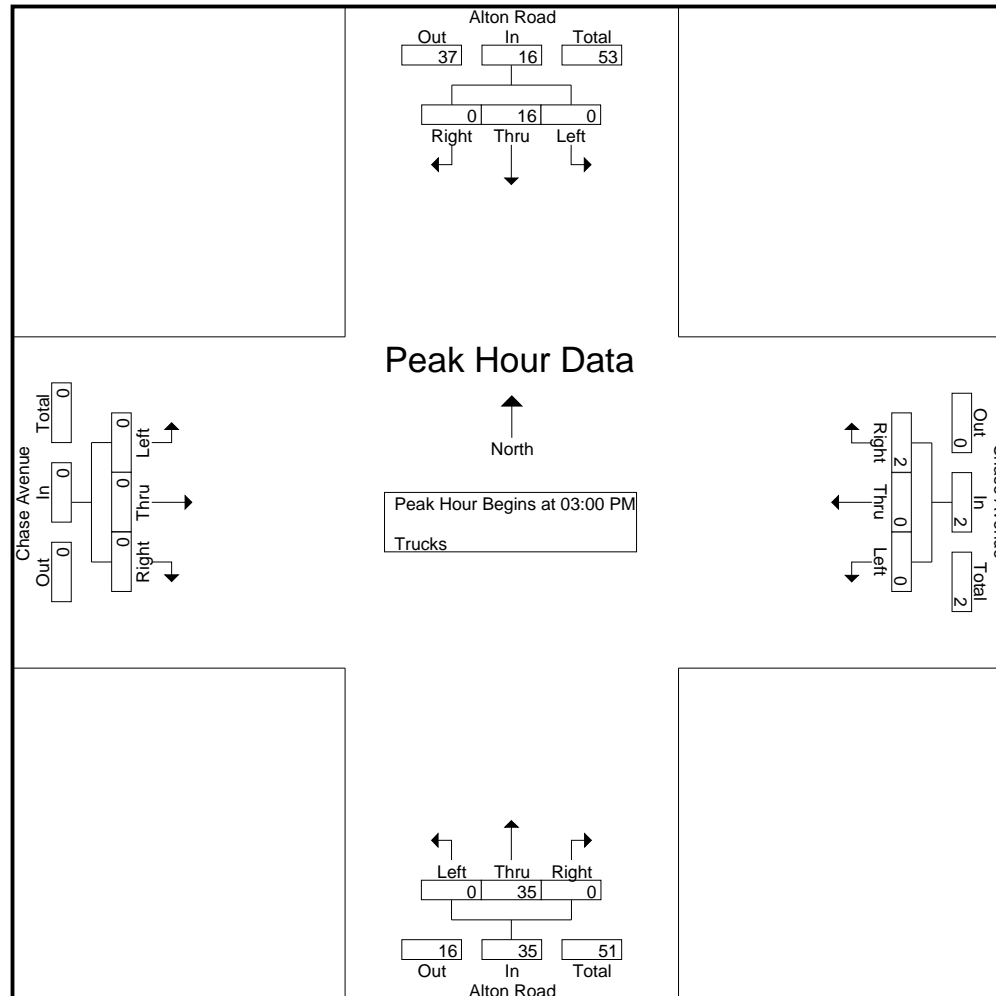 Alton Road
Out In Total
37 16 53
0 16 0
Right Thru Left
Peak Hour Data
North
Peak Hour Begins at 03:00 PM
Trucks
Chase Avenue
Total In Out
0 0 0
0 0 0
Left Thru Right
Right Thru Left
2 0 0
Out In Total
0 2 2
Left Thru Right
0 35 0
16 35 51
Out In Total
Alton Road